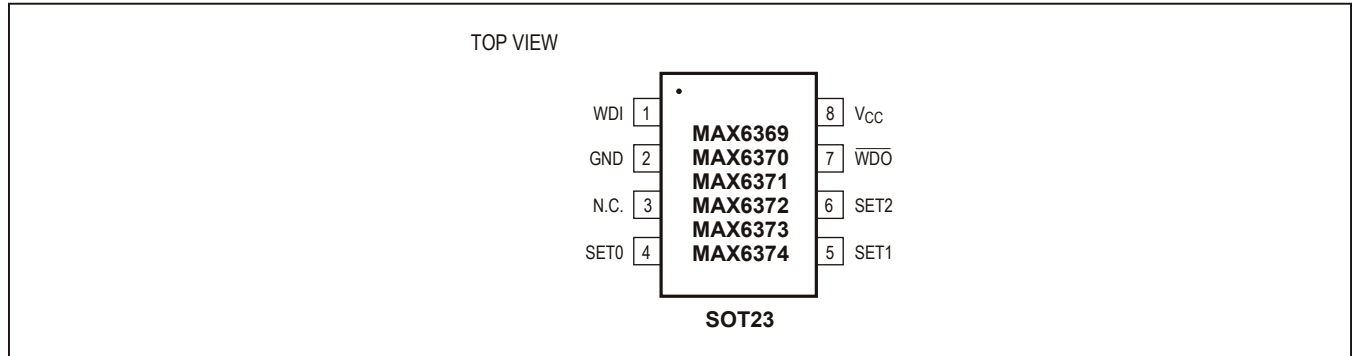 TOP VIEW
WDI 1
GND 2
N.C. 3
SET0 4
MAX6369
MAX6370
MAX6371
MAX6372
MAX6373
MAX6374
8 VCC
7 W̅D̅O̅
6 SET2
5 SET1
SOT23